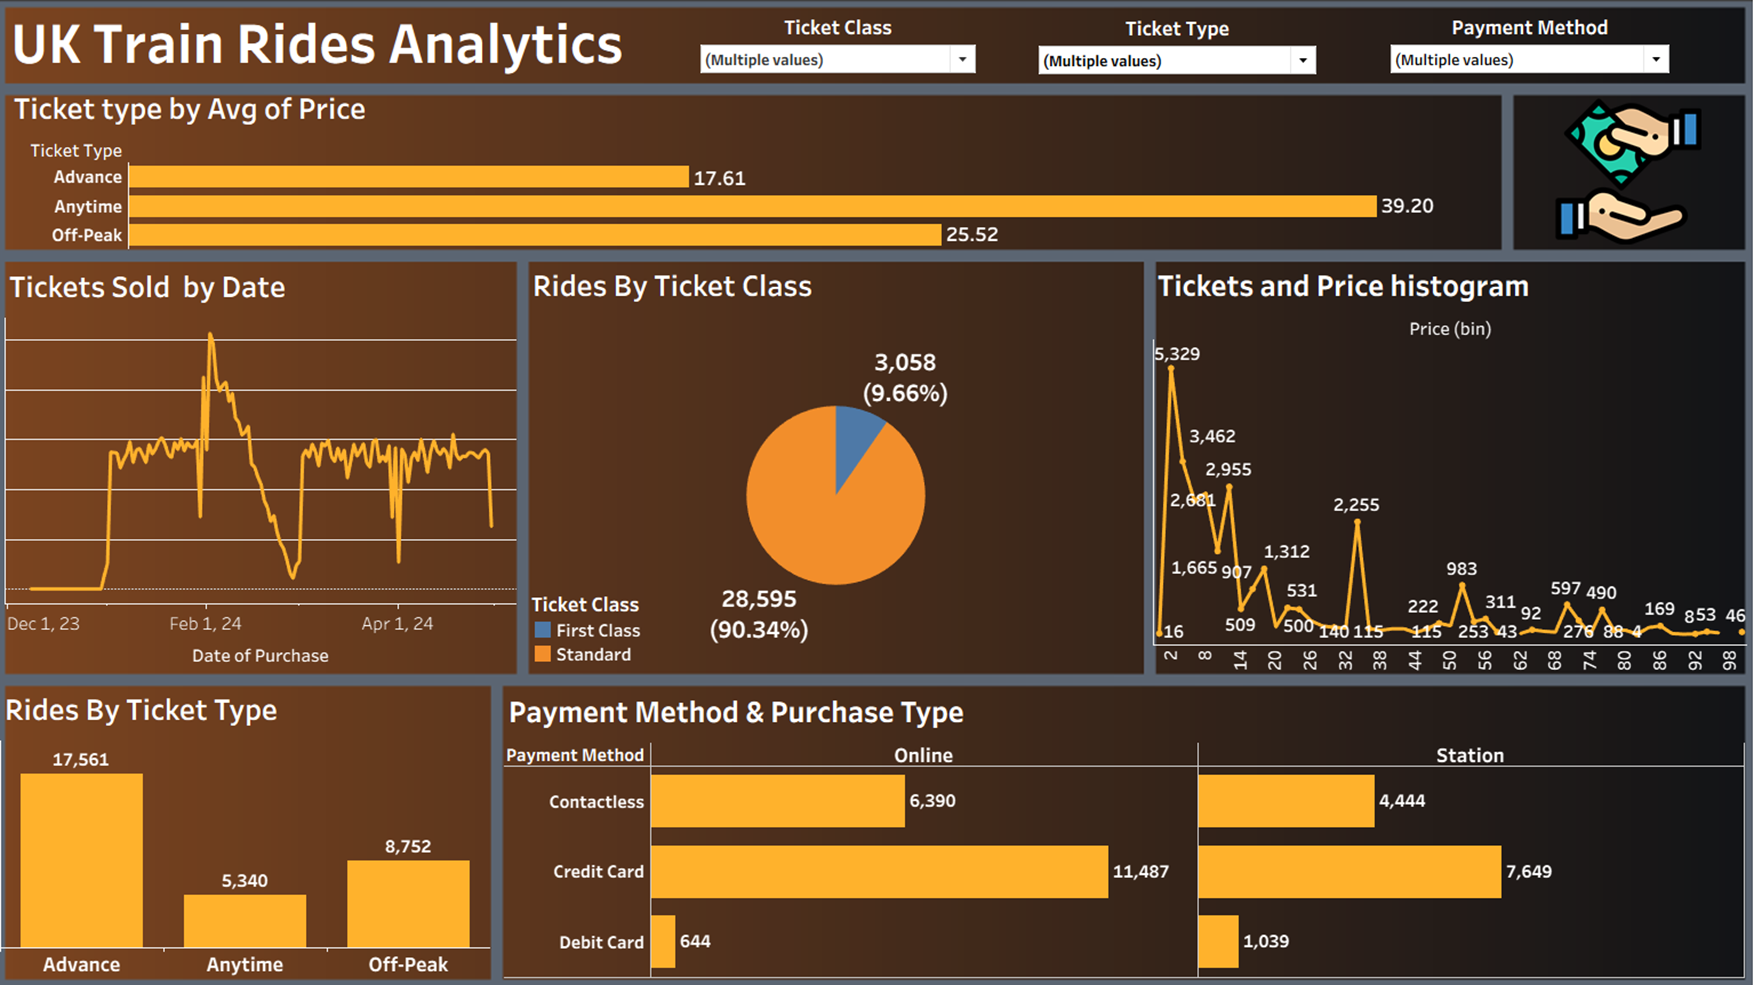 UK Train Rides Analytics
Ticket Class
(Multiple values)
Ticket Type
(Multiple values)
Payment Method
(Multiple values)
Ticket type by Avg of Price
Ticket Type
Advance 17.61
Anytime 39.20
Off-Peak 25.52
Tickets Sold by Date
Dec 1, 23 Feb 1, 24 Apr 1, 24
Date of Purchase
Rides By Ticket Class
3,058
(9.66%)
28,595
(90.34%)
Ticket Class
First Class
Standard
Tickets and Price histogram
Price (bin)
5,329
3,462
2,955
2,681
2,255
1,665 907 1,312
983
531
597 490
16 509 500 140 115 222 115 253 311 43 92 276 88 4 169 853 46
2 8 14 20 26 32 38 44 50 56 62 68 74 80 86 92 98
Rides By Ticket Type
17,561
5,340
8,752
Advance Anytime Off-Peak
Payment Method & Purchase Type
Payment Method Online Station
Contactless 6,390 4,444
Credit Card 11,487 7,649
Debit Card 644 1,039